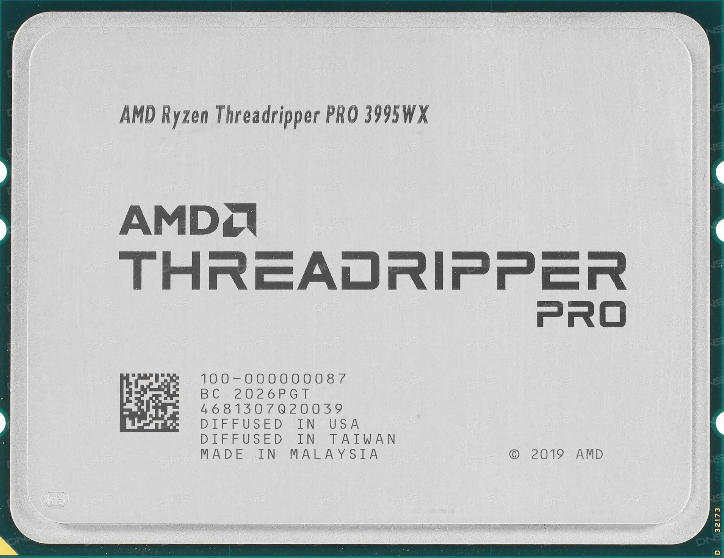 AMD Ryzen Threadripper PRO 3995WX
AMD
THREADRIPPER
PRO
100-000000087
BC 2026PGT
4681307Q20039
DIFFUSED IN USA
DIFFUSED IN TAIWAN
MADE IN MALAYSIA
© 2019 AMD
D 32173